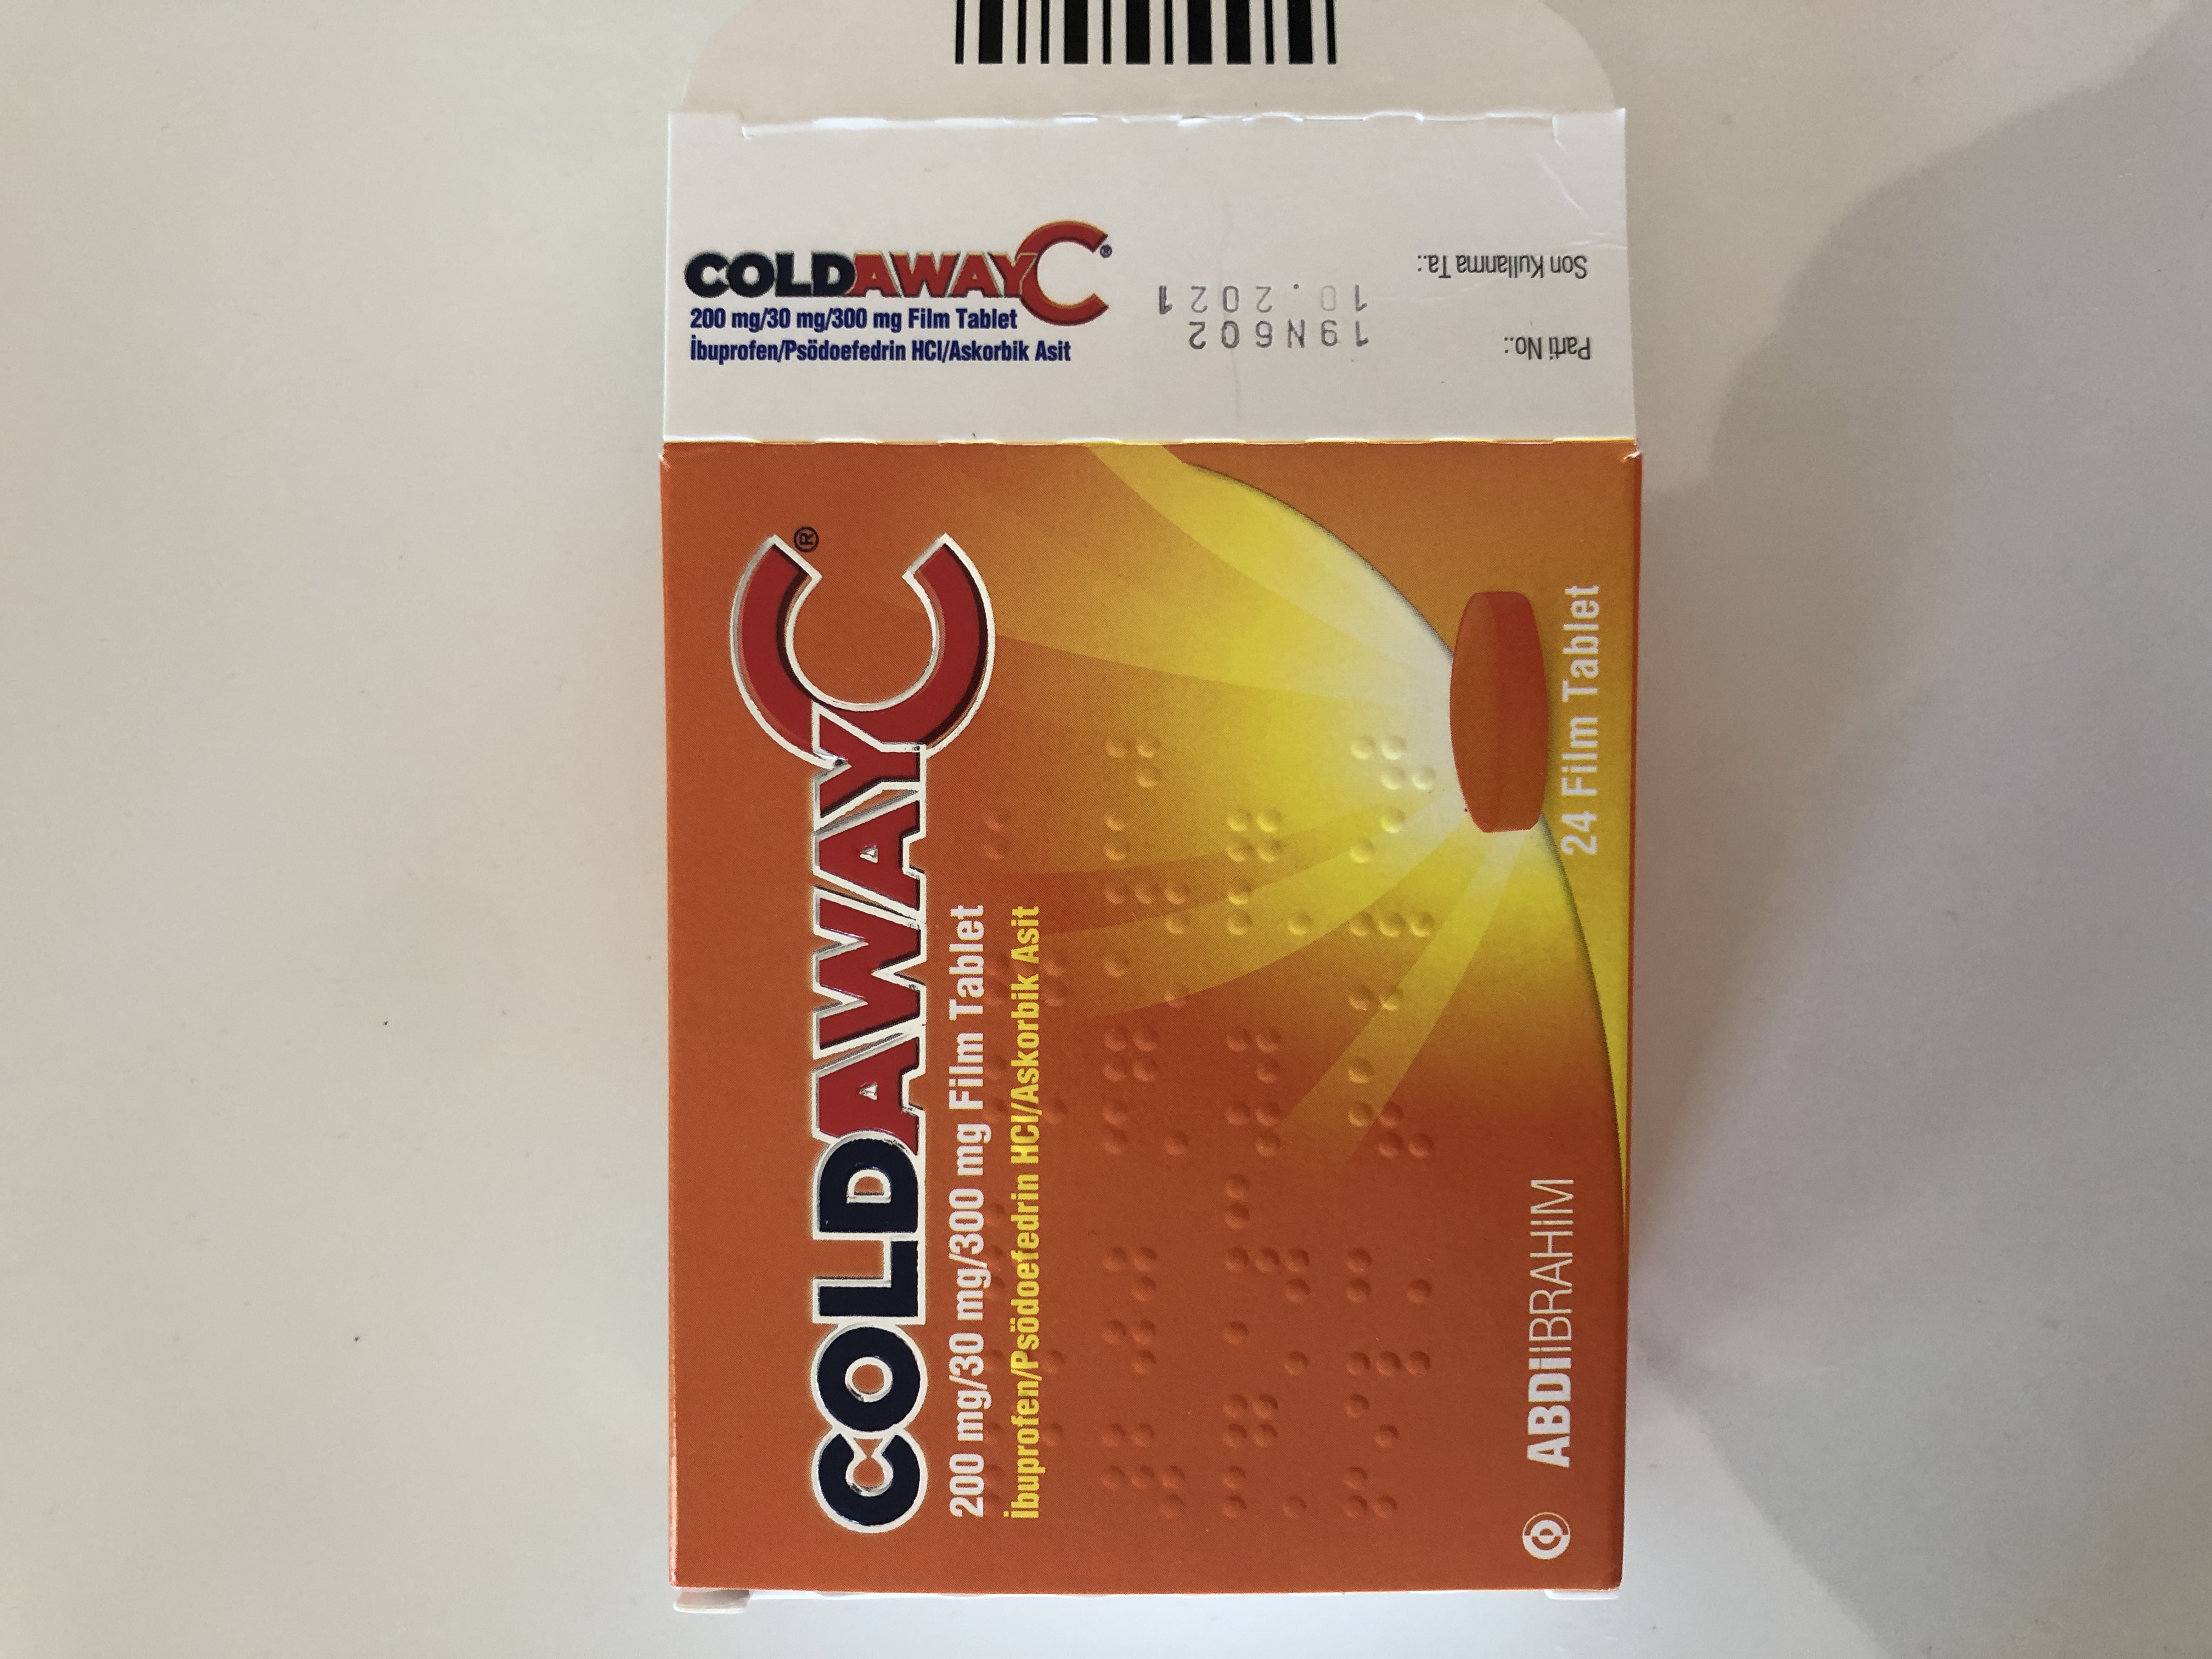 COLDAWAYC®
200 mg/30 mg/300 mg Film Tablet
İbuprofen/Psödoefedrin HCl/Askorbik Asit
ABDİİBRAHİM
24 Film Tablet
COLDAWAYC®
200 mg/30 mg/300 mg Film Tablet
İbuprofen/Psödoefedrin HCl/Askorbik Asit
Parti No.: 19N602
Son Kullanma Ta.: 10.2021